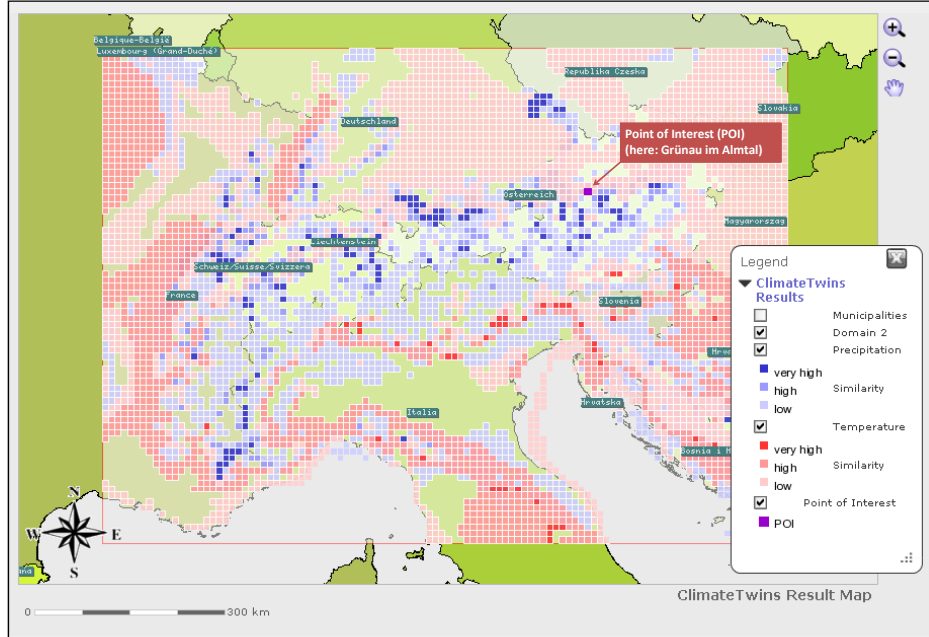 Belgique-België
Luxembourg (Grand-Duché)
Republika Czeska
Slovakia
Deutschland
Point of Interest (POI)
(here: Grünau im Almtal)
Österreich
Magyarország
Liechtenstein
Schweiz/Suisse/Svizzera
France
Slovenia
Hrvatska
Italia
Bosnia i H
Legend
ClimateTwins
Results
Municipalities
Domain 2
Precipitation
very high
high Similarity
low
Temperature
very high
high Similarity
low
Point of Interest
POI
N
W E
S
ClimateTwins Result Map
0 300 km